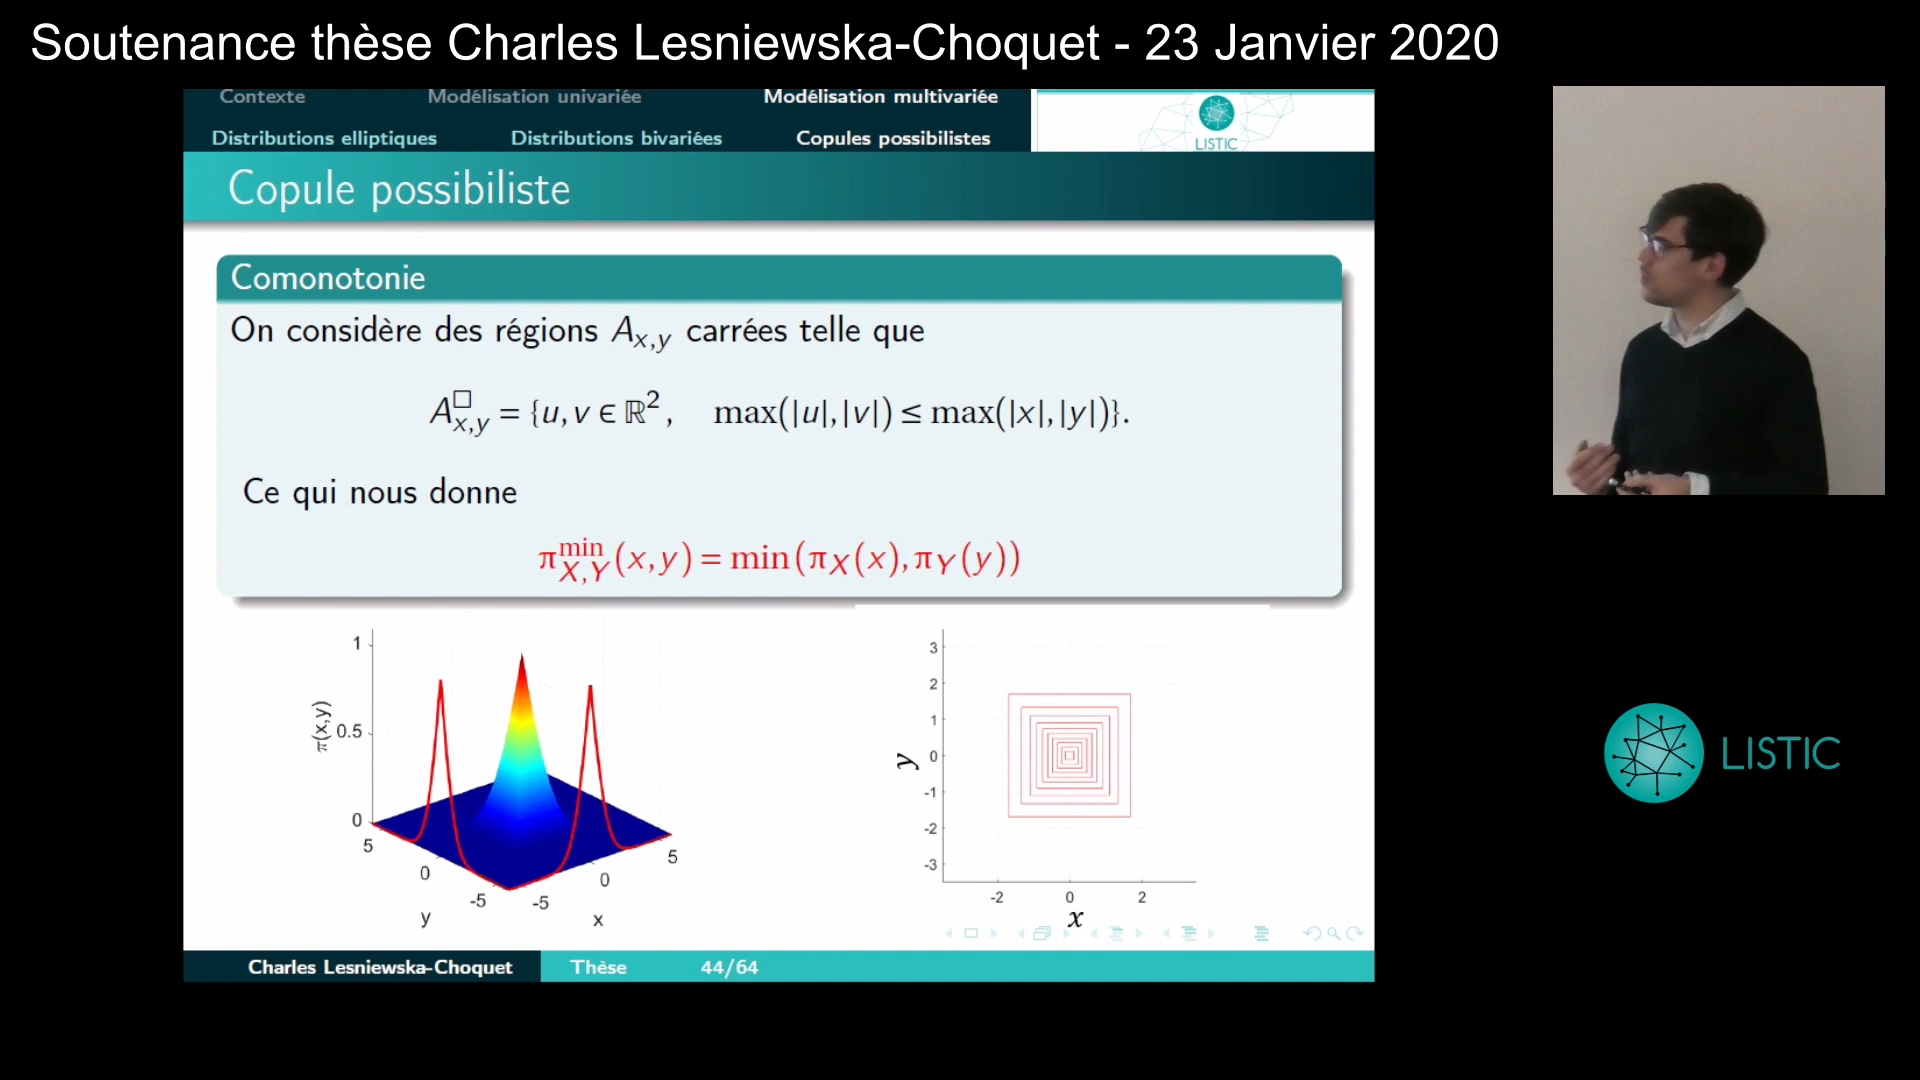 Soutenance thèse Charles Lesniewska-Choquet - 23 Janvier 2020
Contexte Modélisation univariée Modélisation multivariée
Distributions elliptiques Distributions bivariées Copules possibilistes
LISTIC
Copule possibiliste
Comonotonie
On considère des régions A_{x,y} carrées telle que
A^□_{x,y} = {u, v ∈ ℝ², max(|u|,|v|) ≤ max(|x|,|y|)}.
Ce qui nous donne
π^{min}_{X,Y}(x,y) = min(π_X(x), π_Y(y))
1
0.5
0
π(x,y)
5
0
-5
y
-5
0
5
x
3
2
1
0
-1
-2
-3
y
-2 0 2
x
Charles Lesniewska-Choquet Thèse 44/64
LISTIC